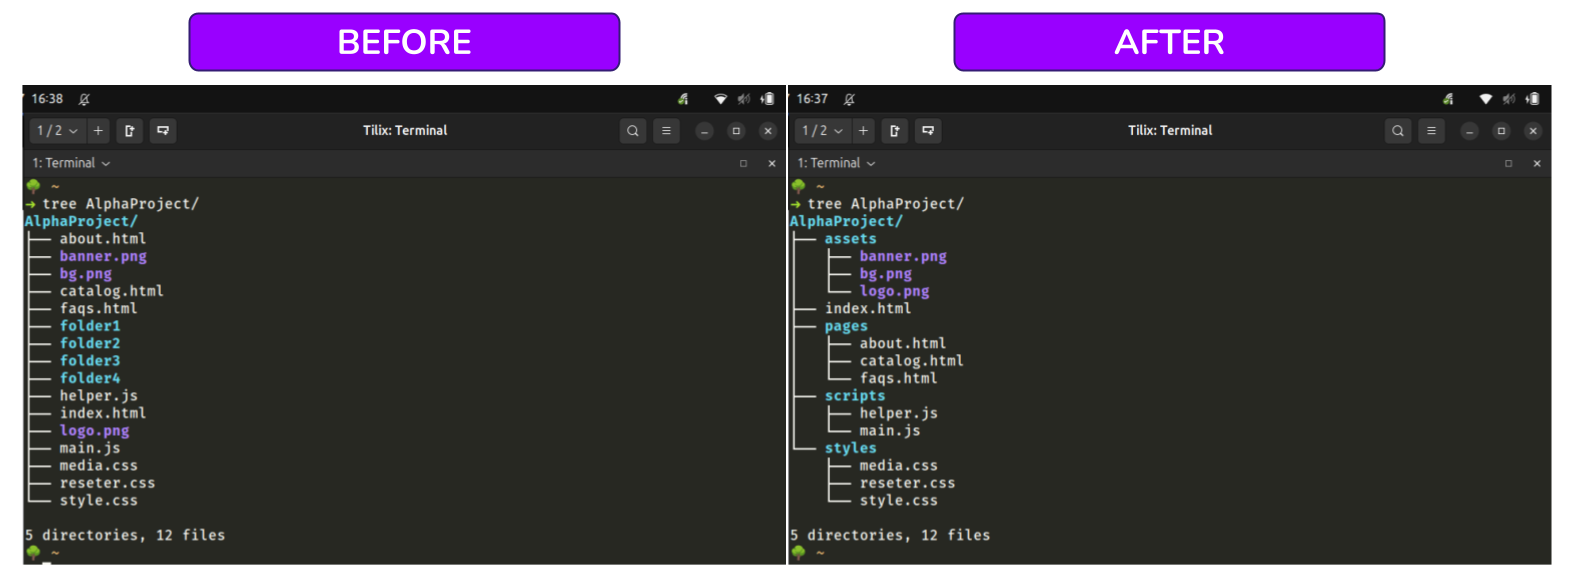 BEFORE
16:38
1 / 2
Tilix: Terminal
1: Terminal
~
→ tree AlphaProject/
AlphaProject/
├── about.html
├── banner.png
├── bg.png
├── catalog.html
├── faqs.html
├── folder1
├── folder2
├── folder3
├── folder4
├── helper.js
├── index.html
├── logo.png
├── main.js
├── media.css
├── reseter.css
└── style.css
5 directories, 12 files
~
AFTER
16:37
1 / 2
Tilix: Terminal
1: Terminal
~
→ tree AlphaProject/
AlphaProject/
├── assets
│   ├── banner.png
│   ├── bg.png
│   └── logo.png
├── index.html
├── pages
│   ├── about.html
│   ├── catalog.html
│   └── faqs.html
├── scripts
│   ├── helper.js
│   └── main.js
└── styles
    ├── media.css
    ├── reseter.css
    └── style.css
5 directories, 12 files
~